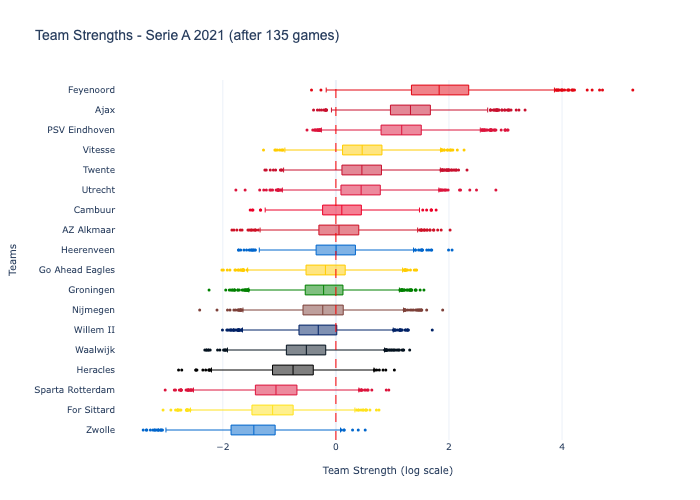 Team Strengths - Serie A 2021 (after 135 games)
Feyenoord
Ajax
PSV Eindhoven
Vitesse
Twente
Utrecht
Cambuur
AZ Alkmaar
Heerenveen
Go Ahead Eagles
Groningen
Nijmegen
Willem II
Waalwijk
Heracles
Sparta Rotterdam
For Sittard
Zwolle
Teams
−2 0 2 4
Team Strength (log scale)